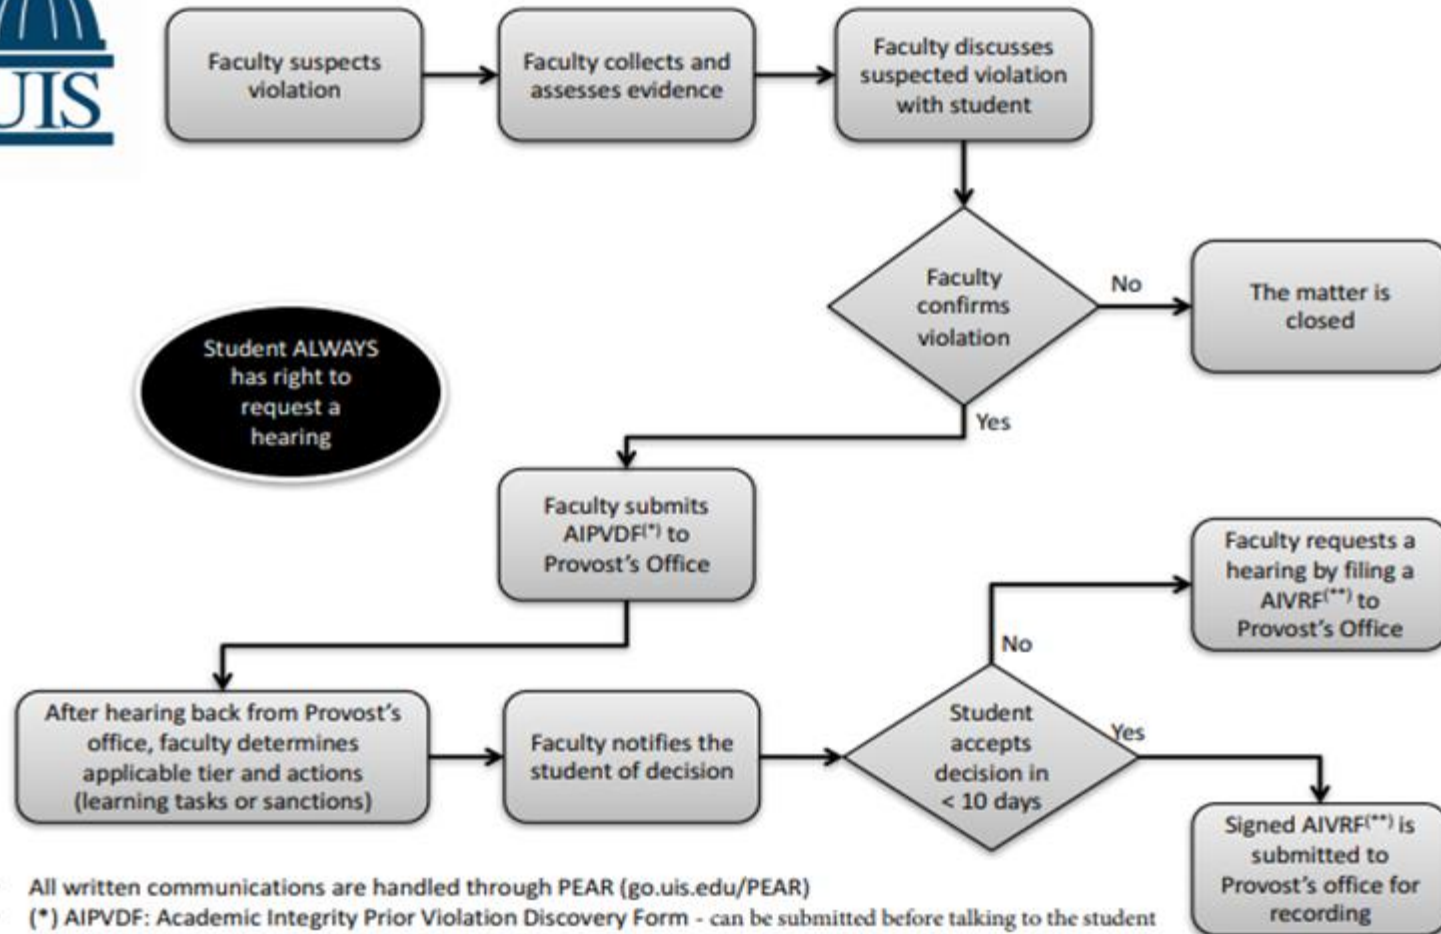 UIS
Faculty suspects
violation
Faculty collects and
assesses evidence
Faculty discusses
suspected violation
with student
Faculty
confirms
violation
No
The matter is
closed
Student ALWAYS
has right to
request a
hearing
Yes
Faculty submits
AIPVDF(*) to
Provost's Office
Faculty requests a
hearing by filing a
AIVRF(**) to
Provost's Office
No
After hearing back from Provost's
office, faculty determines
applicable tier and actions
(learning tasks or sanctions)
Faculty notifies the
student of decision
Student
accepts
decision in
< 10 days
Yes
Signed AIVRF(**) is
submitted to
Provost's office for
recording
All written communications are handled through PEAR (go.uis.edu/PEAR)
(*) AIPVDF: Academic Integrity Prior Violation Discovery Form - can be submitted before talking to the student